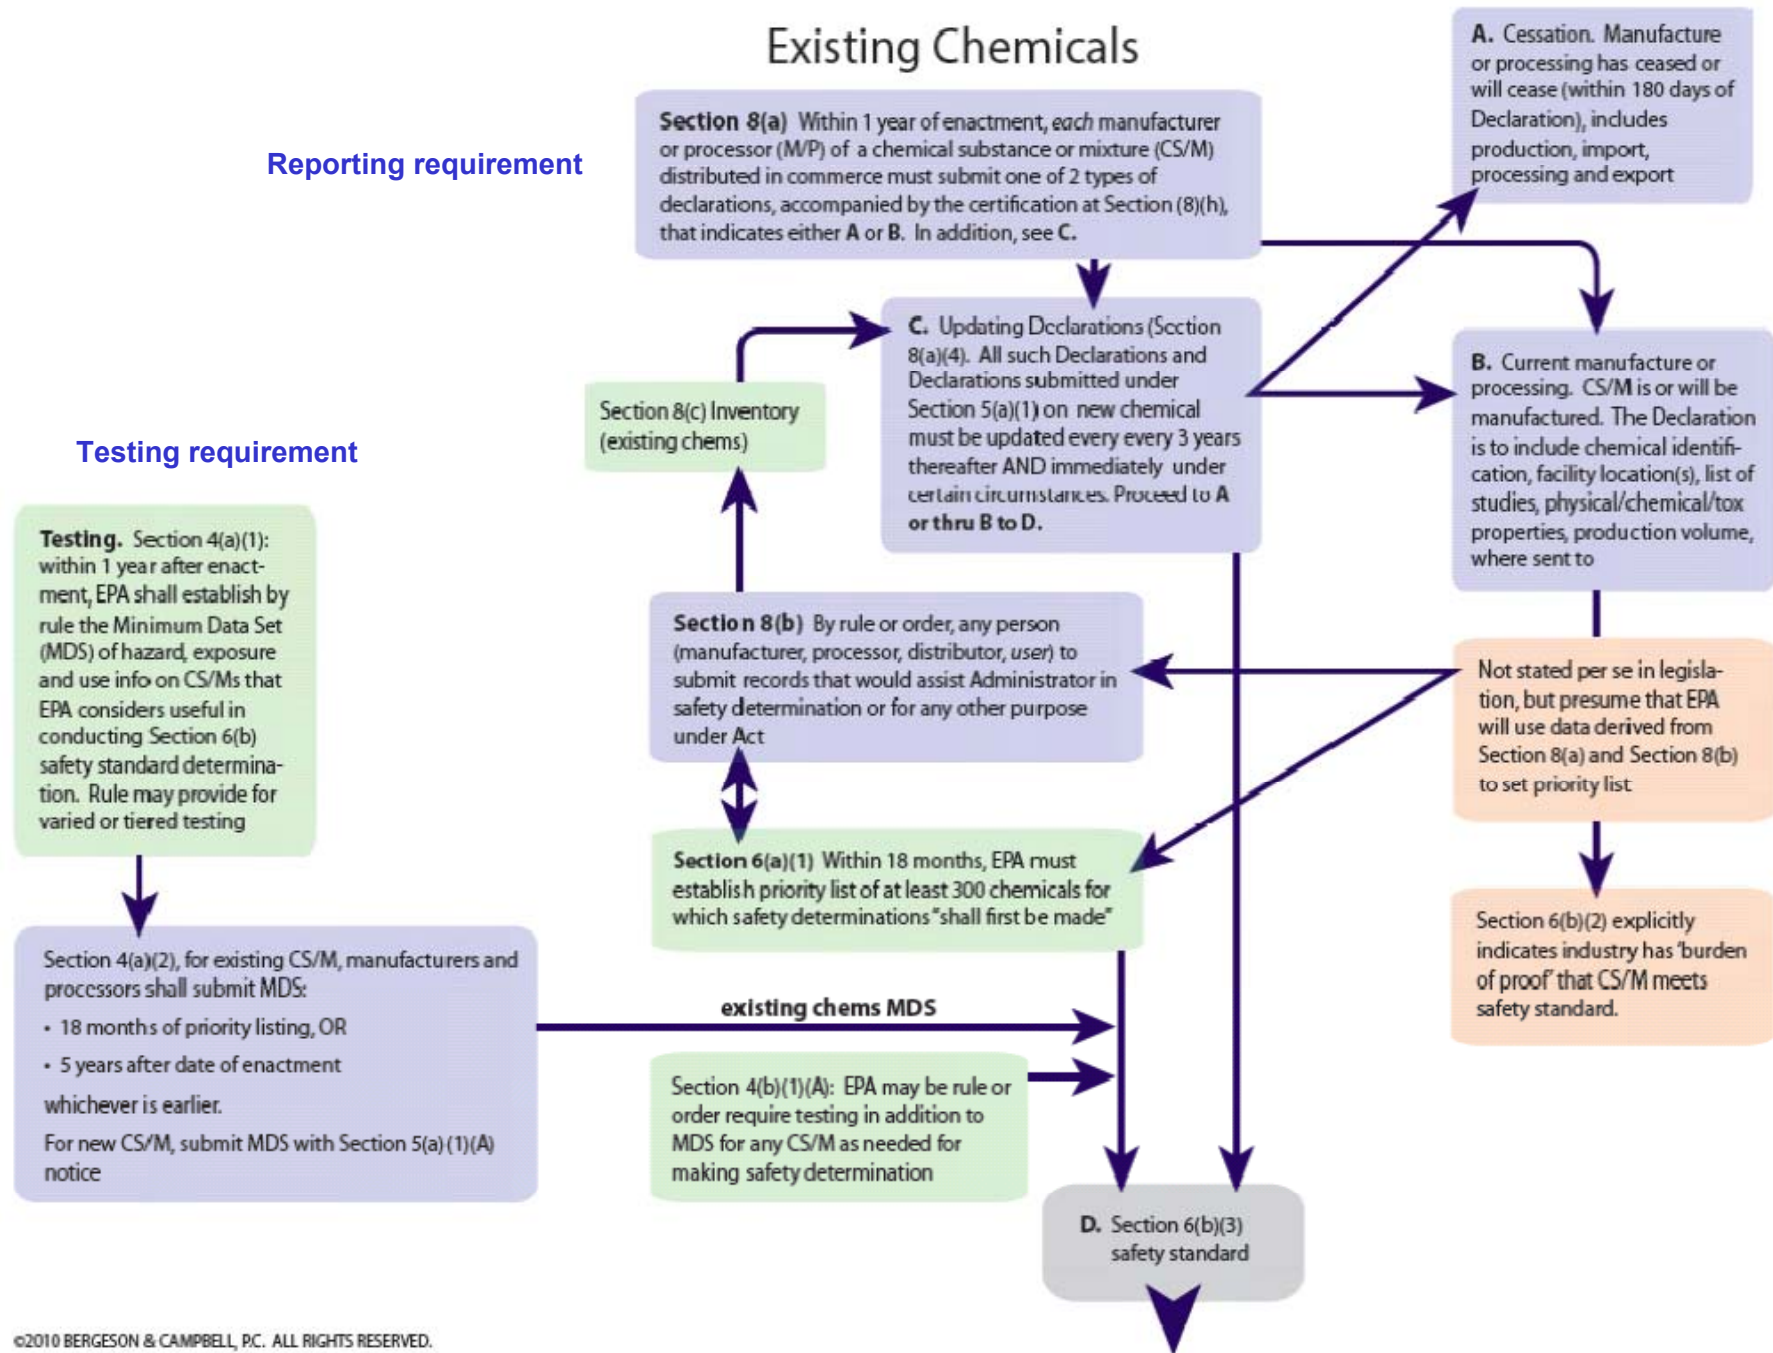 Existing Chemicals
Reporting requirement
Section 8(a) Within 1 year of enactment, each manufacturer
or processor (M/P) of a chemical substance or mixture (CS/M)
distributed in commerce must submit one of 2 types of
declarations, accompanied by the certification at Section (8)(h),
that indicates either A or B. In addition, see C.
A. Cessation. Manufacture
or processing has ceased or
will cease (within 180 days of
Declaration), includes
production, import,
processing and export
C. Updating Declarations (Section
8(a)(4). All such Declarations and
Declarations submitted under
Section 5(a)(1) on new chemical
must be updated every every 3 years
thereafter AND immediately under
certain circumstances. Proceed to A
or thru B to D.
B. Current manufacture or
processing. CS/M is or will be
manufactured. The Declaration
is to include chemical identifi-
cation, facility location(s), list of
studies, physical/chemical/tox
properties, production volume,
where sent to
Section 8(c) Inventory
(existing chems)
Testing requirement
Testing. Section 4(a)(1):
within 1 year after enact-
ment, EPA shall establish by
rule the Minimum Data Set
(MDS) of hazard, exposure
and use info on CS/Ms that
EPA considers useful in
conducting Section 6(b)
safety standard determina-
tion. Rule may provide for
varied or tiered testing
Section 8(b) By rule or order, any person
(manufacturer, processor, distributor, user) to
submit records that would assist Administrator in
safety determination or for any other purpose
under Act
Not stated per se in legisla-
tion, but presume that EPA
will use data derived from
Section 8(a) and Section 8(b)
to set priority list
Section 6(a)(1) Within 18 months, EPA must
establish priority list of at least 300 chemicals for
which safety determinations "shall first be made"
Section 6(b)(2) explicitly
indicates industry has 'burden
of proof' that CS/M meets
safety standard.
Section 4(a)(2), for existing CS/M, manufacturers and
processors shall submit MDS:
• 18 months of priority listing, OR
• 5 years after date of enactment
whichever is earlier.
For new CS/M, submit MDS with Section 5(a)(1)(A)
notice
existing chems MDS
Section 4(b)(1)(A): EPA may be rule or
order require testing in addition to
MDS for any CS/M as needed for
making safety determination
D. Section 6(b)(3)
safety standard
©2010 BERGESON & CAMPBELL, P.C. ALL RIGHTS RESERVED.